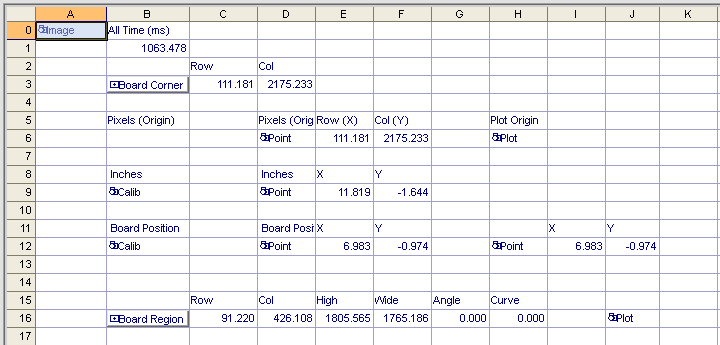 A B C D E F G H I J K
0 Image All Time (ms)
1 1063.478
2 Row Col
3 Board Corner 111.181 2175.233
4
5 Pixels (Origin) Pixels (Orig Row (X) Col (Y) Plot Origin
6 Point 111.181 2175.233 Plot
7
8 Inches Inches X Y
9 Calib Point 11.819 -1.644
10
11 Board Position Board Posi X Y X Y
12 Calib Point 6.983 -0.974 Point 6.983 -0.974
13
14
15 Row Col High Wide Angle Curve
16 Board Region 91.220 426.108 1805.565 1765.186 0.000 0.000 Plot
17